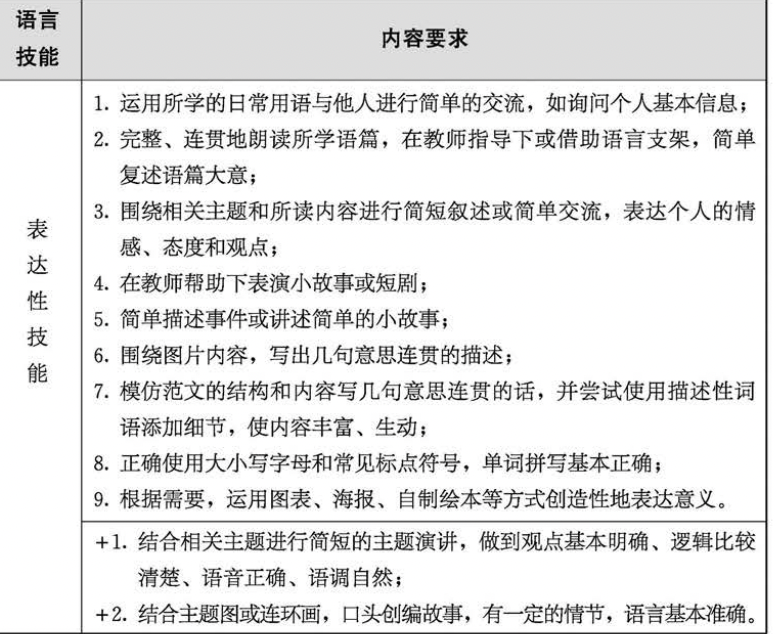 语言
技能
内容要求
表
达
性
技
能
1. 运用所学的日常用语与他人进行简单的交流，如询问个人基本信息；
2. 完整、连贯地朗读所学语篇，在教师指导下或借助语言支架，简单
复述语篇大意；
3. 围绕相关主题和所读内容进行简短叙述或简单交流，表达个人的情
感、态度和观点；
4. 在教师帮助下表演小故事或短剧；
5. 简单描述事件或讲述简单的小故事；
6. 围绕图片内容，写出几句意思连贯的描述；
7. 模仿范文的结构和内容写几句意思连贯的话，并尝试使用描述性词
语添加细节，使内容丰富、生动；
8. 正确使用大小写字母和常见标点符号，单词拼写基本正确；
9. 根据需要，运用图表、海报、自制绘本等方式创造性地表达意义。
+1. 结合相关主题进行简短的主题演讲，做到观点基本明确、逻辑比较
清楚、语音正确、语调自然；
+2. 结合主题图或连环画，口头创编故事，有一定的情节，语言基本准确。